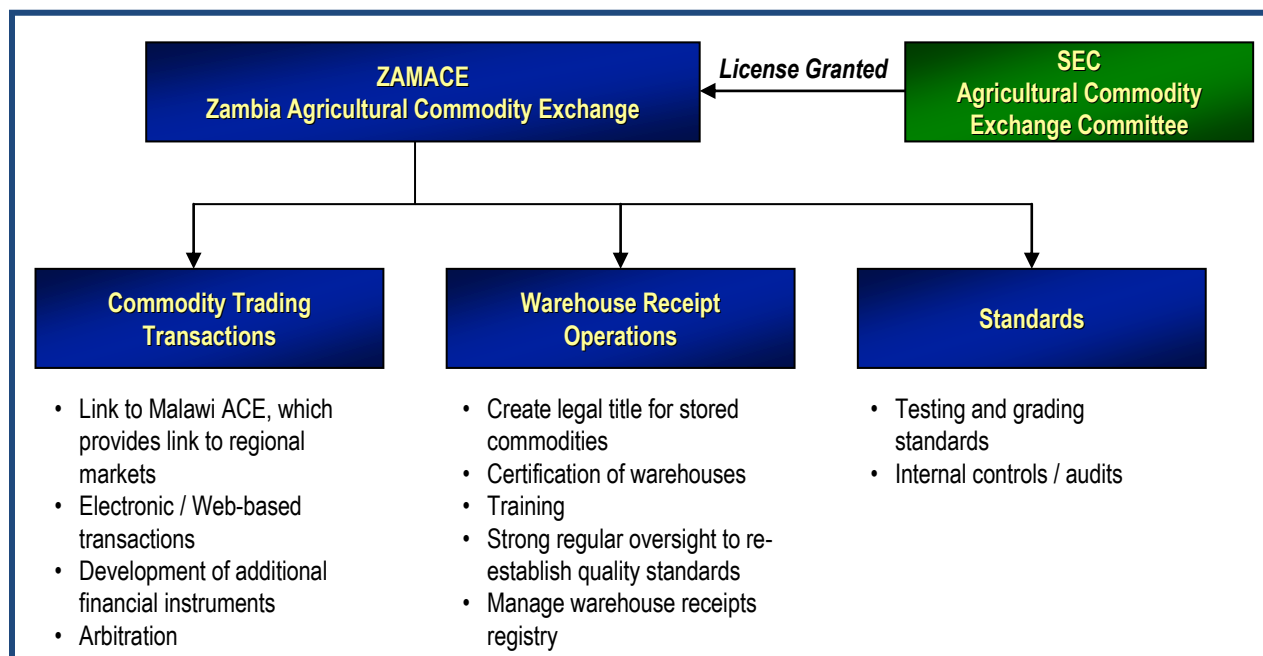 ZAMACE
Zambia Agricultural Commodity Exchange
License Granted
SEC
Agricultural Commodity
Exchange Committee
Commodity Trading
Transactions
• Link to Malawi ACE, which
provides link to regional
markets
• Electronic / Web-based
transactions
• Development of additional
financial instruments
• Arbitration
Warehouse Receipt
Operations
• Create legal title for stored
commodities
• Certification of warehouses
• Training
• Strong regular oversight to re-
establish quality standards
• Manage warehouse receipts
registry
Standards
• Testing and grading
standards
• Internal controls / audits